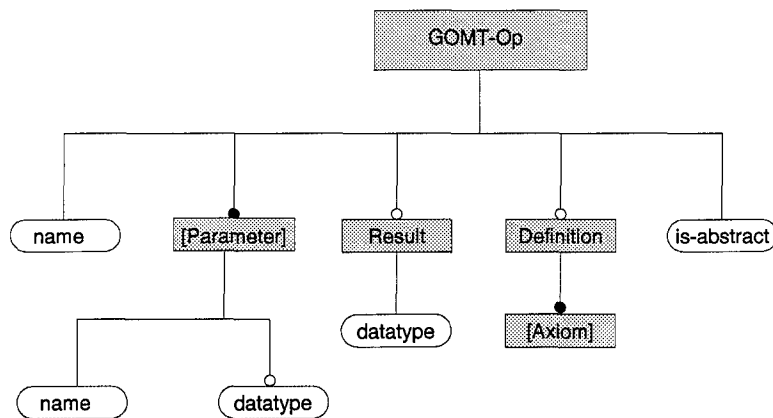 GOMT-Op
name
[Parameter]
Result
Definition
is-abstract
datatype
[Axiom]
name
datatype